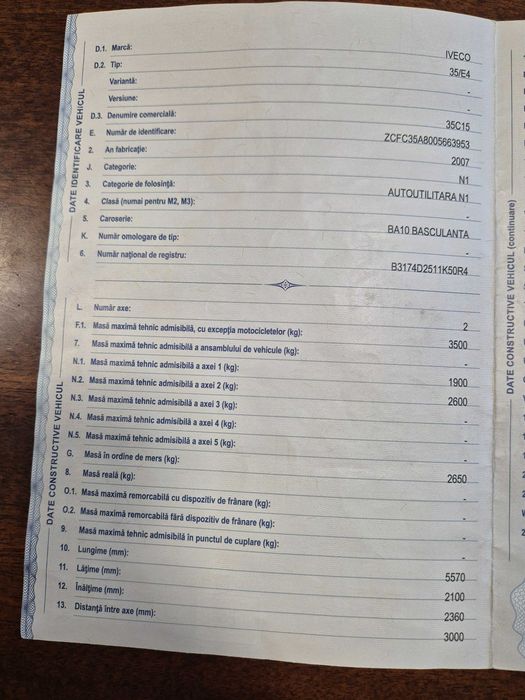 DATE IDENTIFICARE VEHICUL
D.1. Marcă: IVECO
D.2. Tip: 35/E4
Variantă: -
Versiune: -
D.3. Denumire comercială: 35C15
E. Număr de identificare: ZCFC35A8005663953
2. An fabricație: 2007
J. Categorie: N1
3. Categorie de folosință: AUTOUTILITARA N1
4. Clasă (numai pentru M2, M3): -
5. Caroserie: BA10 BASCULANTA
K. Număr omologare de tip: -
6. Număr național de registru: B3174D2511K50R4
DATE CONSTRUCTIVE VEHICUL
L. Număr axe: 2
F.1. Masă maximă tehnic admisibilă, cu excepția motocicletelor (kg): 3500
7. Masă maximă tehnic admisibilă a ansamblului de vehicule (kg): -
N.1. Masă maximă tehnic admisibilă a axei 1 (kg): 1900
N.2. Masă maximă tehnic admisibilă a axei 2 (kg): 2600
N.3. Masă maximă tehnic admisibilă a axei 3 (kg): -
N.4. Masă maximă tehnic admisibilă a axei 4 (kg): -
N.5. Masă maximă tehnic admisibilă a axei 5 (kg): -
G. Masă în ordine de mers (kg): 2650
8. Masă reală (kg): -
O.1. Masă maximă remorcabilă cu dispozitiv de frânare (kg): -
O.2. Masă maximă remorcabilă fără dispozitiv de frânare (kg): -
9. Masă maximă tehnic admisibilă în punctul de cuplare (kg): -
10. Lungime (mm): 5570
11. Lățime (mm): 2100
12. Înălțime (mm): 2360
13. Distanță între axe (mm): 3000
DATE CONSTRUCTIVE VEHICUL (continuare)